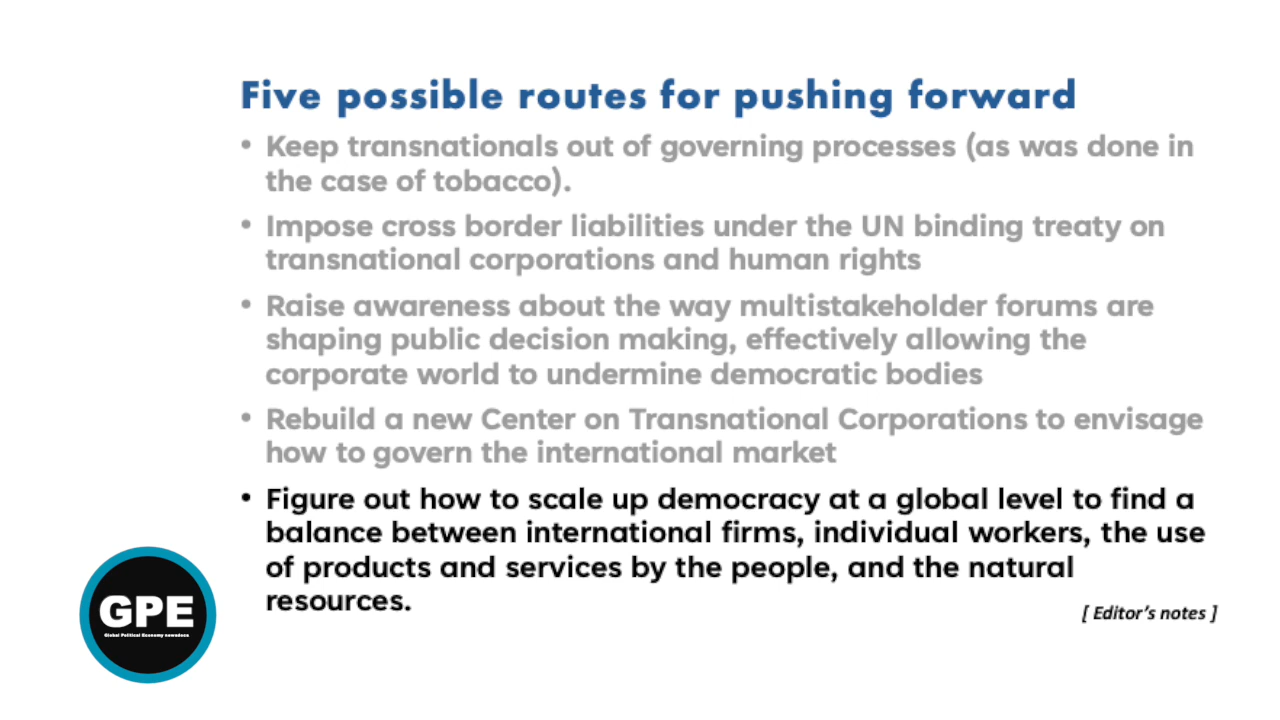 Five possible routes for pushing forward
• Keep transnationals out of governing processes (as was done in
the case of tobacco).
• Impose cross border liabilities under the UN binding treaty on
transnational corporations and human rights
• Raise awareness about the way multistakeholder forums are
shaping public decision making, effectively allowing the
corporate world to undermine democratic bodies
• Rebuild a new Center on Transnational Corporations to envisage
how to govern the international market
• Figure out how to scale up democracy at a global level to find a
balance between international firms, individual workers, the use
of products and services by the people, and the natural
resources.
[ Editor's notes ]
GPE
Global Political Economy newsdocs